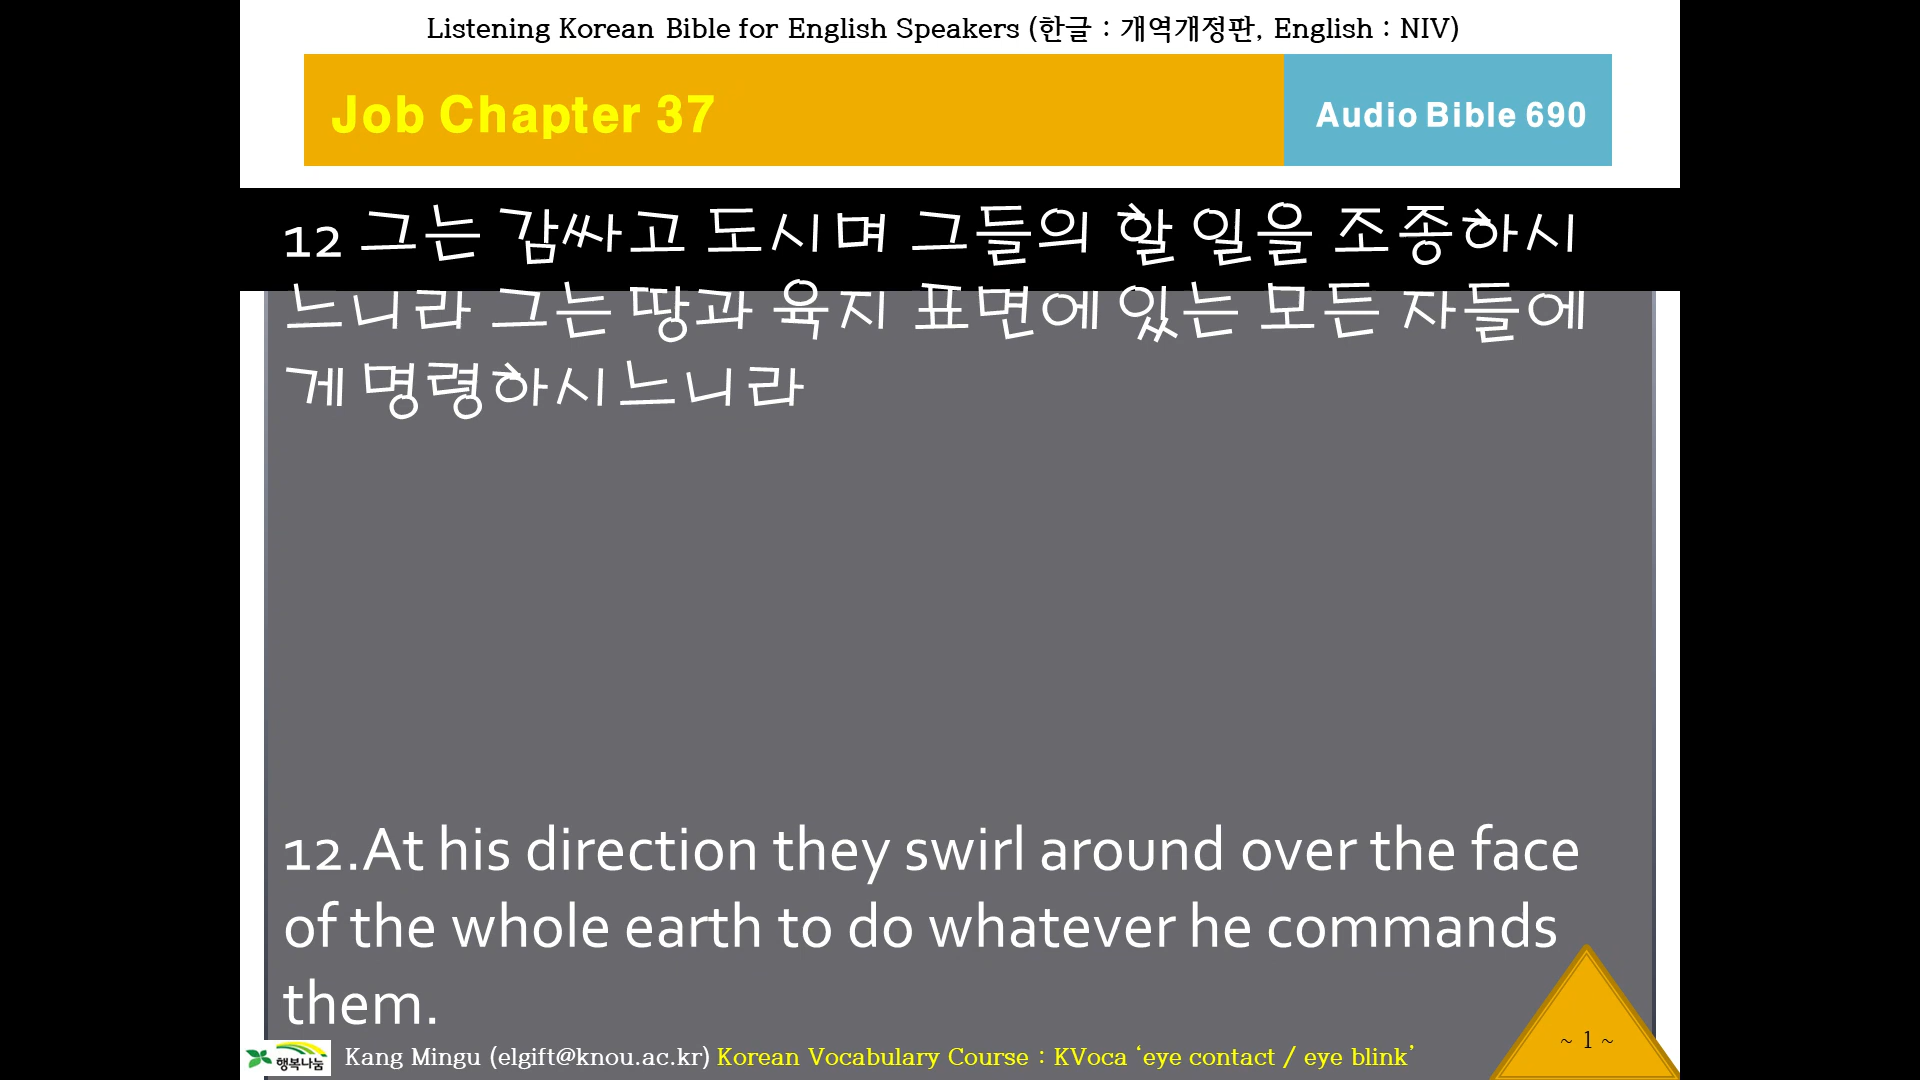 Listening Korean Bible for English Speakers (한글 : 개역개정판, English : NIV)
Job Chapter 37
Audio Bible 690
12 그는 감싸고 도시며 그들의 할 일을 조종하시
느니라 그는 땅과 육지 표면에 있는 모든 자들에
게 명령하시느니라
12.At his direction they swirl around over the face
of the whole earth to do whatever he commands
them.
~ 1 ~
행복나눔
Kang Mingu (elgift@knou.ac.kr) Korean Vocabulary Course : KVoca ‘eye contact / eye blink’